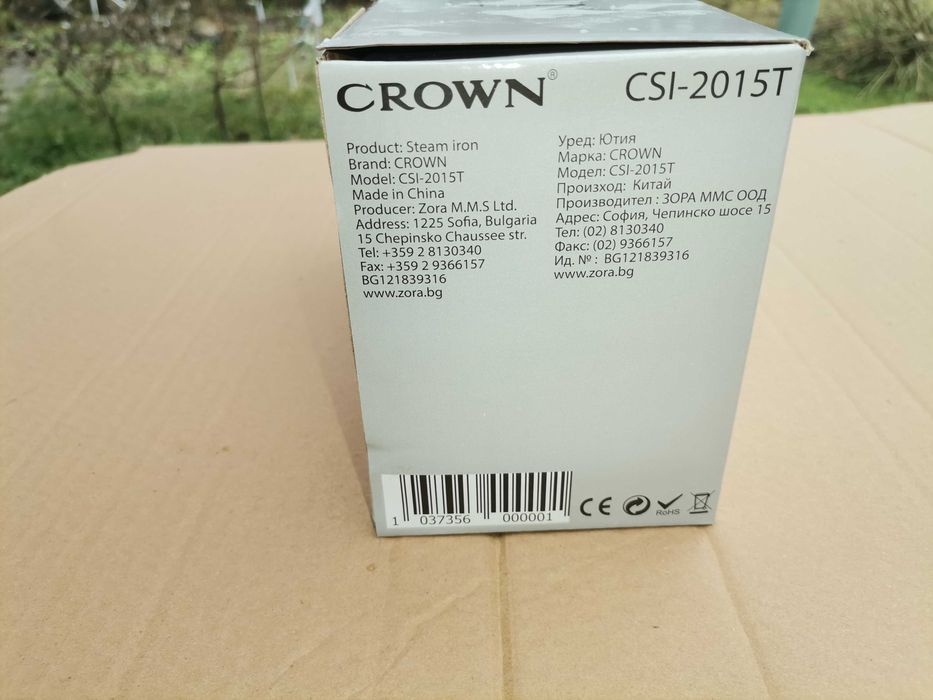 CROWN®
CSI-2015T
Product: Steam iron
Brand: CROWN
Model: CSI-2015T
Made in China
Producer: Zora M.M.S Ltd.
Address: 1225 Sofia, Bulgaria
15 Chepinsko Chaussee str.
Tel: +359 2 8130340
Fax: +359 2 9366157
BG121839316
www.zora.bg
Уред: Ютия
Марка: CROWN
Модел: CSI-2015T
Произход: Китай
Производител : ЗОРА ММС ООД
Адрес: София, Чепинско шосе 15
Тел: (02) 8130340
Факс: (02) 9366157
Ид. № : BG121839316
www.zora.bg
1 037356 000001
CE
RoHS